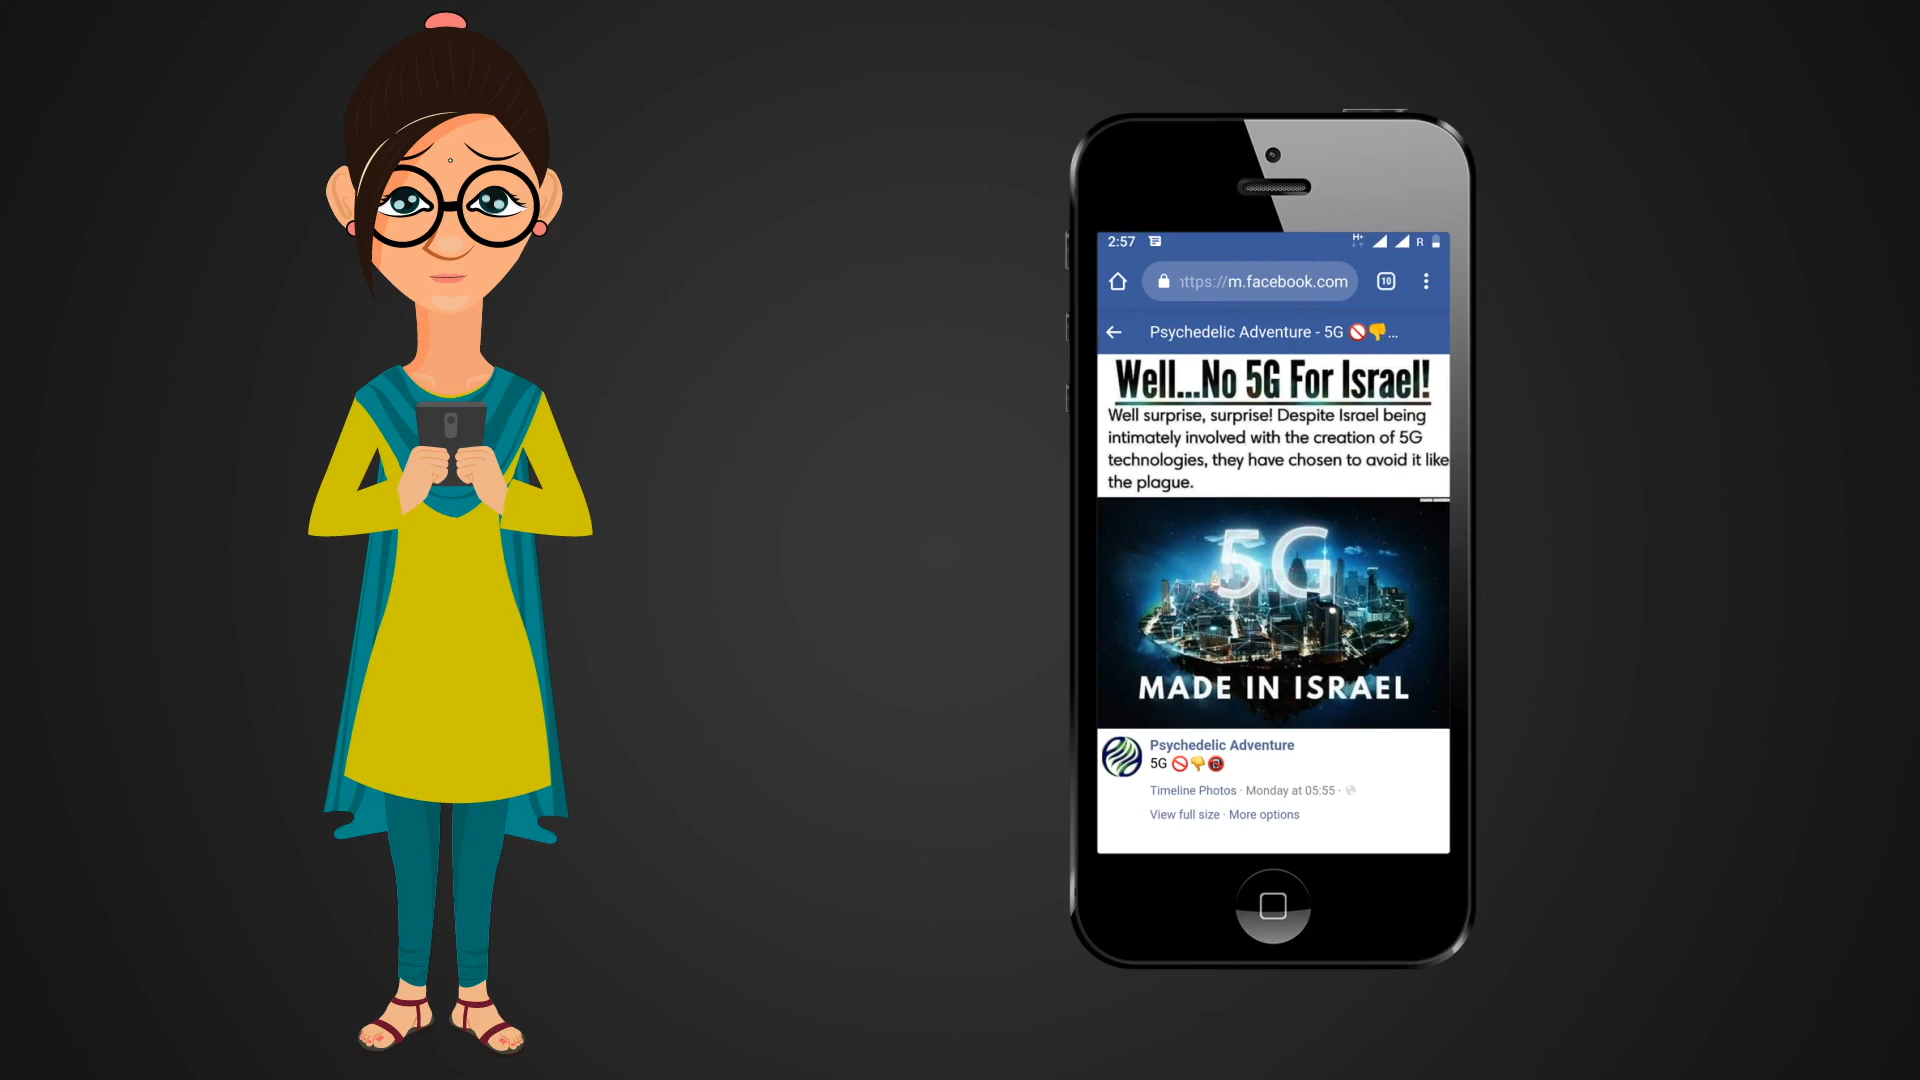 2:57
H+
R
ttps://m.facebook.com
10
Psychedelic Adventure - 5G 🚫👎...
Well...No 5G For Israel!
Well surprise, surprise! Despite Israel being
intimately involved with the creation of 5G
technologies, they have chosen to avoid it like
the plague.
5G
MADE IN ISRAEL
Psychedelic Adventure
5G 🚫👎📵
Timeline Photos · Monday at 05:55 ·
View full size · More options